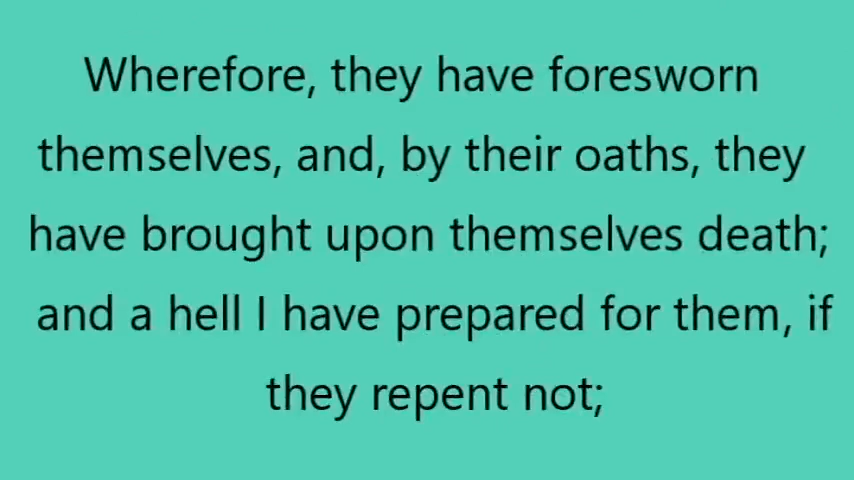 Wherefore, they have foresworn
themselves, and, by their oaths, they
have brought upon themselves death;
and a hell I have prepared for them, if
they repent not;